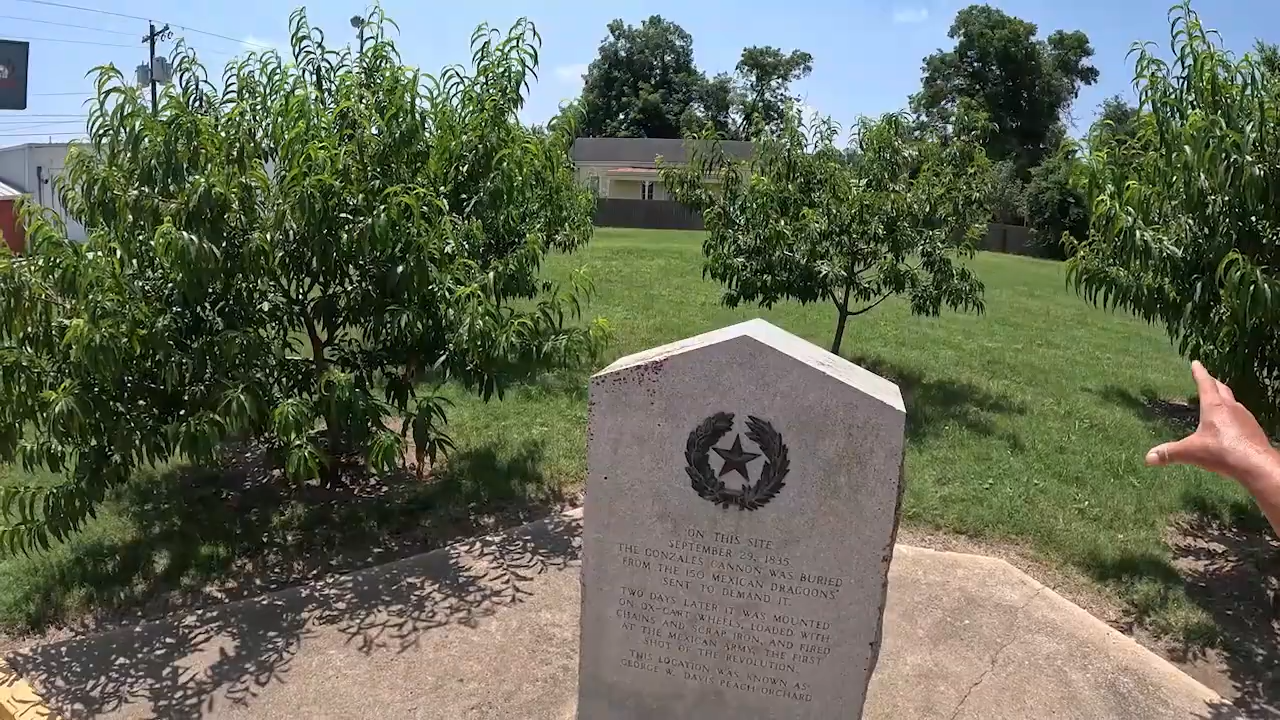 ON THIS SITE
SEPTEMBER 29, 1835
THE GONZALES CANNON WAS BURIED
FROM THE 150 MEXICAN DRAGOONS
SENT TO DEMAND IT.
TWO DAYS LATER IT WAS MOUNTED
ON OX-CART WHEELS, LOADED WITH
CHAINS AND SCRAP IRON, AND FIRED
AT THE MEXICAN ARMY, THE FIRST
SHOT OF THE REVOLUTION.
THIS LOCATION WAS KNOWN AS
GEORGE W. DAVIS PEACH ORCHARD